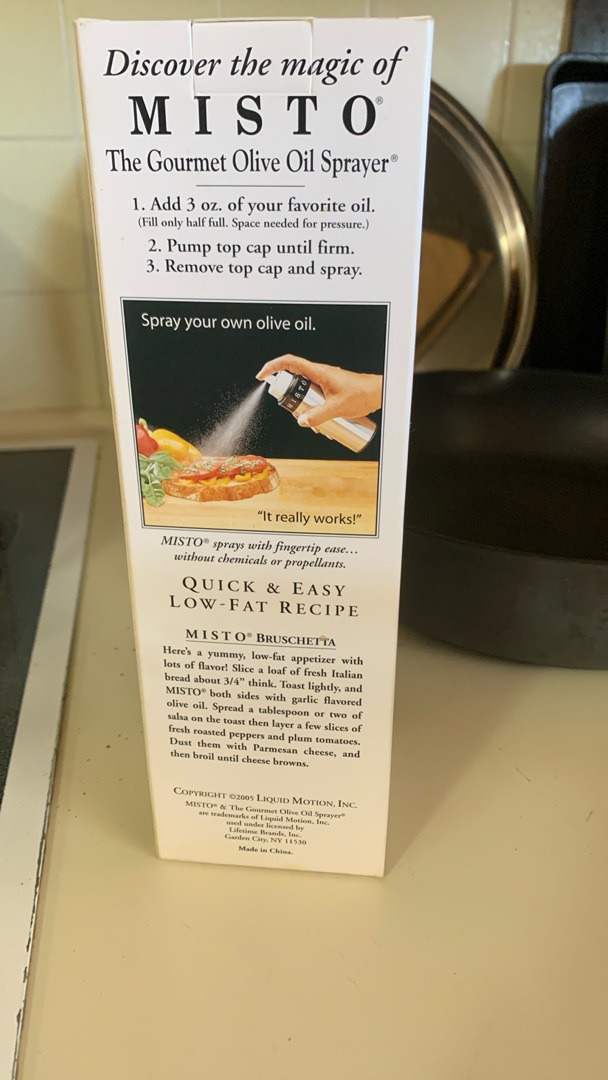 Discover the magic of
MISTO®
The Gourmet Olive Oil Sprayer®
1. Add 3 oz. of your favorite oil.
(Fill only half full. Space needed for pressure.)
2. Pump top cap until firm.
3. Remove top cap and spray.
Spray your own olive oil.
MISTO
“It really works!”
MISTO® sprays with fingertip ease...
without chemicals or propellants.
QUICK & EASY
LOW-FAT RECIPE
MISTO® BRUSCHETTA
Here's a yummy, low-fat appetizer with
lots of flavor! Slice a loaf of fresh Italian
bread about 3/4” think. Toast lightly, and
MISTO® both sides with garlic flavored
olive oil. Spread a tablespoon or two of
salsa on the toast then layer a few slices of
fresh roasted peppers and plum tomatoes.
Dust them with Parmesan cheese, and
then broil until cheese browns.
COPYRIGHT ©2005 LIQUID MOTION, INC.
MISTO® & The Gourmet Olive Oil Sprayer®
are trademarks of Liquid Motion, Inc.
used under licensed by
Lifetime Brands, Inc.
Garden City, NY 11530
Made in China.